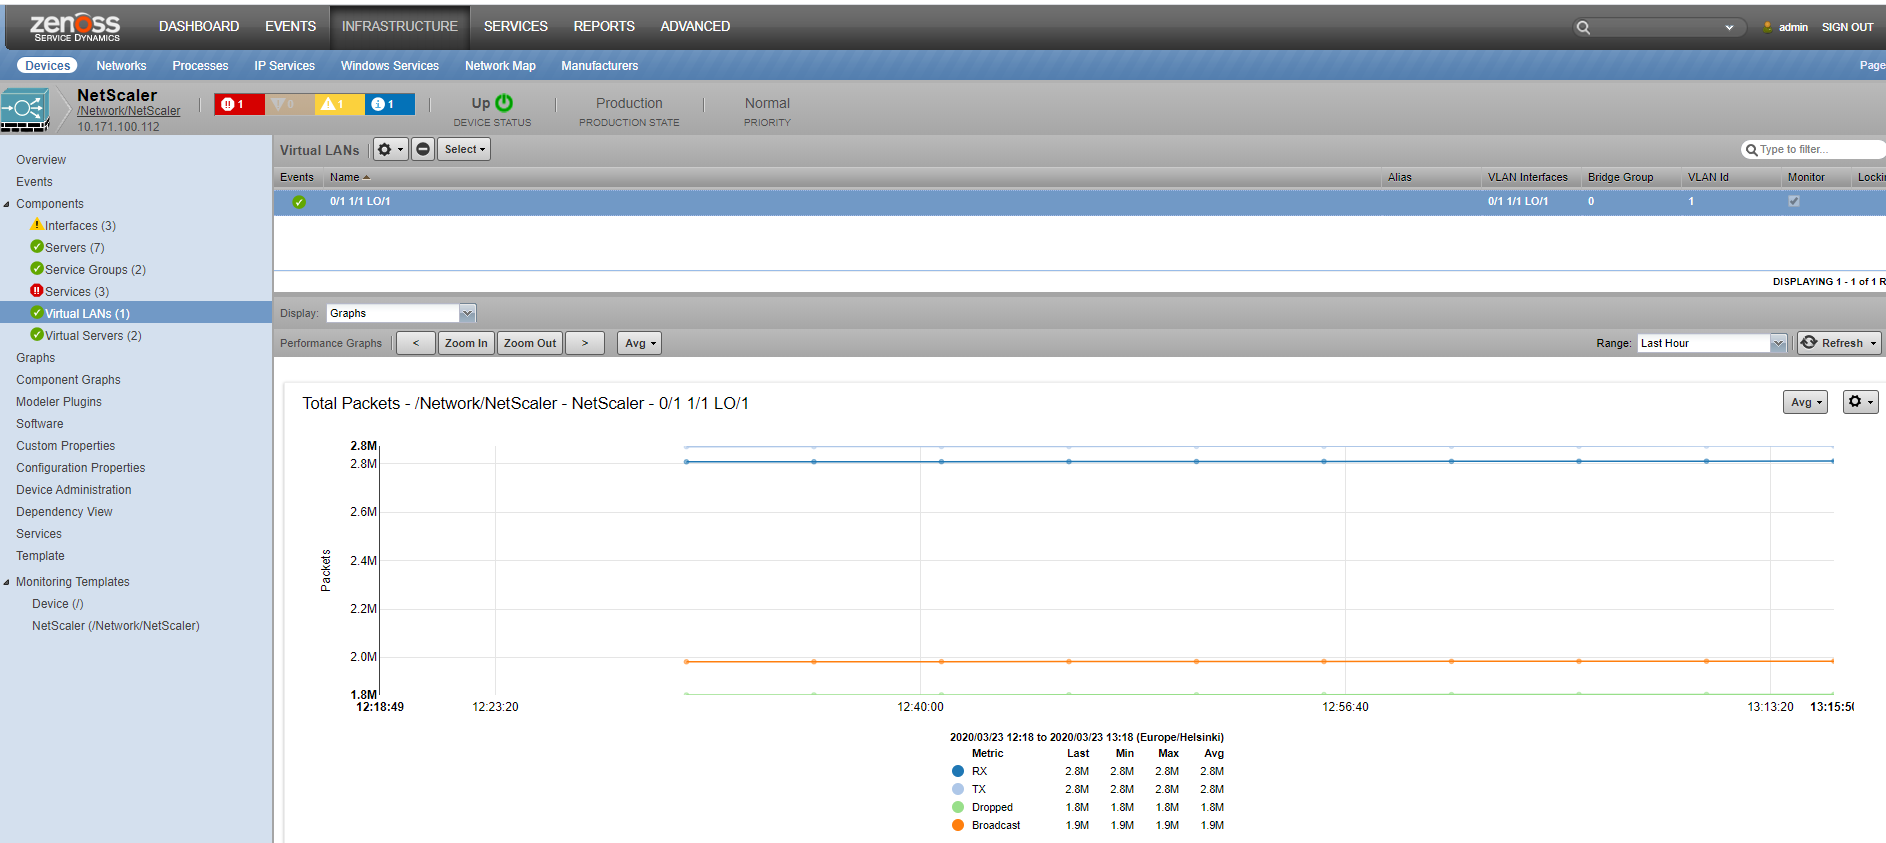 zenoss
SERVICE DYNAMICS
DASHBOARD EVENTS INFRASTRUCTURE SERVICES REPORTS ADVANCED
admin SIGN OUT
Devices Networks Processes IP Services Windows Services Network Map Manufacturers
Page
NetScaler
/Network/NetScaler
10.171.100.112
1 0 1 1
Up
DEVICE STATUS
Production
PRODUCTION STATE
Normal
PRIORITY
Overview
Events
Components
Interfaces (3)
Servers (7)
Service Groups (2)
Services (3)
Virtual LANs (1)
Virtual Servers (2)
Graphs
Component Graphs
Modeler Plugins
Software
Custom Properties
Configuration Properties
Device Administration
Dependency View
Services
Template
Monitoring Templates
Device (/)
NetScaler (/Network/NetScaler)
Virtual LANs Select Type to filter...
Events Name Alias VLAN Interfaces Bridge Group VLAN Id Monitor Locki
0/1 1/1 LO/1 0/1 1/1 LO/1 0 1
DISPLAYING 1 - 1 of 1 R
Display: Graphs
Performance Graphs < Zoom In Zoom Out > Avg Range: Last Hour Refresh
Total Packets - /Network/NetScaler - NetScaler - 0/1 1/1 LO/1
Avg
2.8M
2.8M
2.6M
2.4M
2.2M
2.0M
1.8M
Packets
12:18:49 12:23:20 12:40:00 12:56:40 13:13:20 13:15:50
2020/03/23 12:18 to 2020/03/23 13:18 (Europe/Helsinki)
Metric Last Min Max Avg
RX 2.8M 2.8M 2.8M 2.8M
TX 2.8M 2.8M 2.8M 2.8M
Dropped 1.8M 1.8M 1.8M 1.8M
Broadcast 1.9M 1.9M 1.9M 1.9M